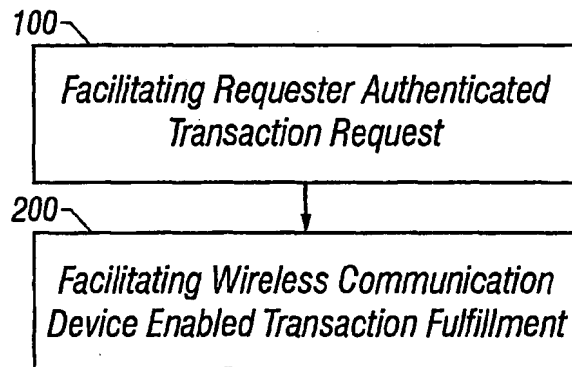 100
Facilitating Requester Authenticated
Transaction Request
200
Facilitating Wireless Communication
Device Enabled Transaction Fulfillment